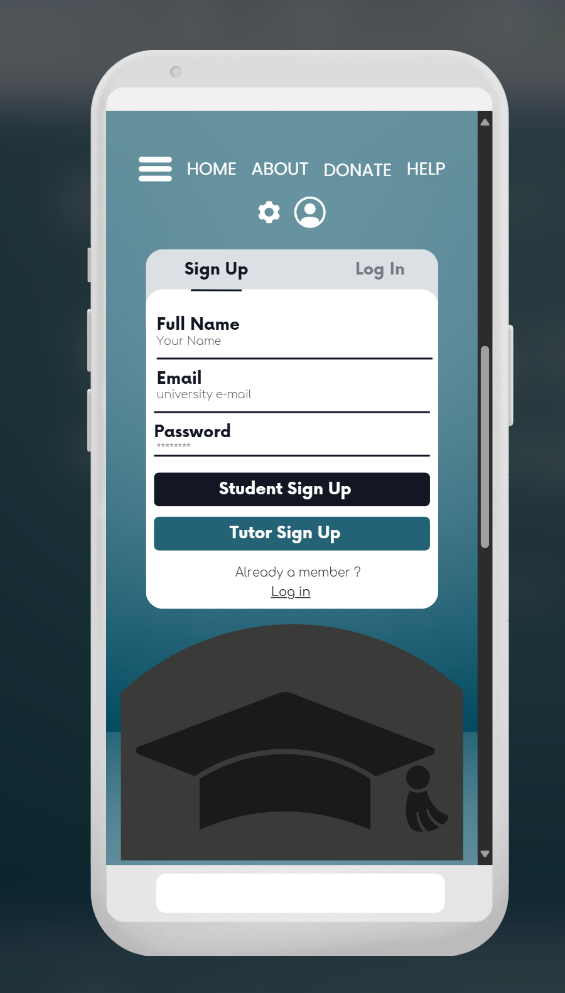 HOME ABOUT DONATE HELP
Sign Up Log In
Full Name
Your Name
Email
university e-mail
Password
********
Student Sign Up
Tutor Sign Up
Already a member ?
Log in